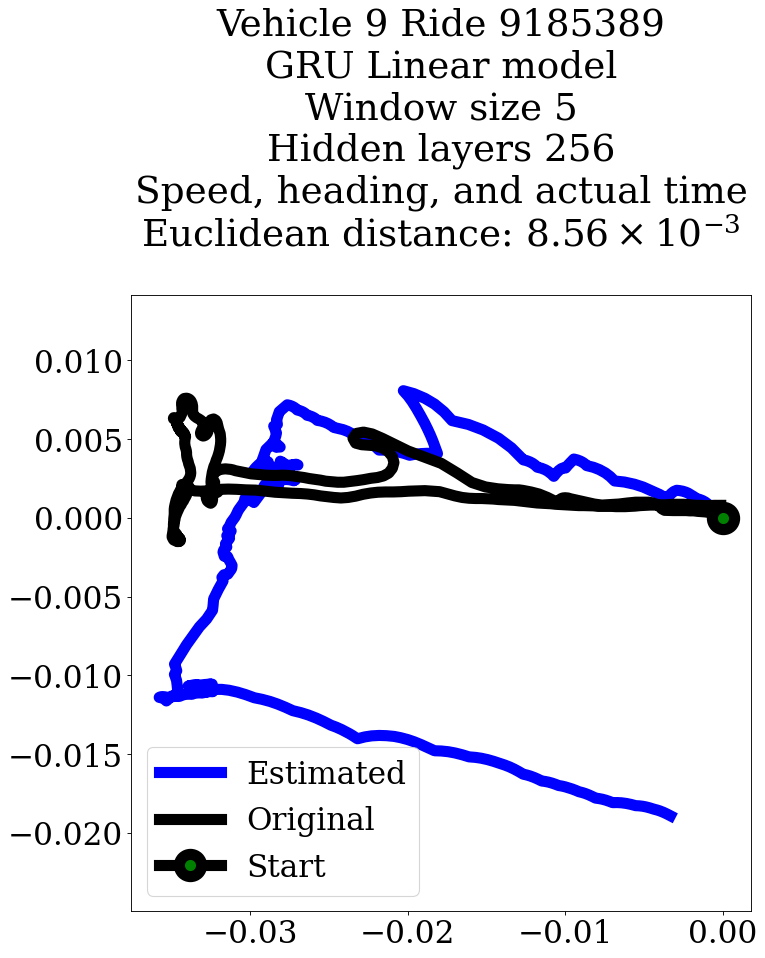 Vehicle 9 Ride 9185389
GRU Linear model
Window size 5
Hidden layers 256
Speed, heading, and actual time
Euclidean distance: 8.56 × 10⁻³
0.010
0.005
0.000
−0.005
−0.010
−0.015
−0.020
Estimated
Original
Start
−0.03
−0.02
−0.01
0.00